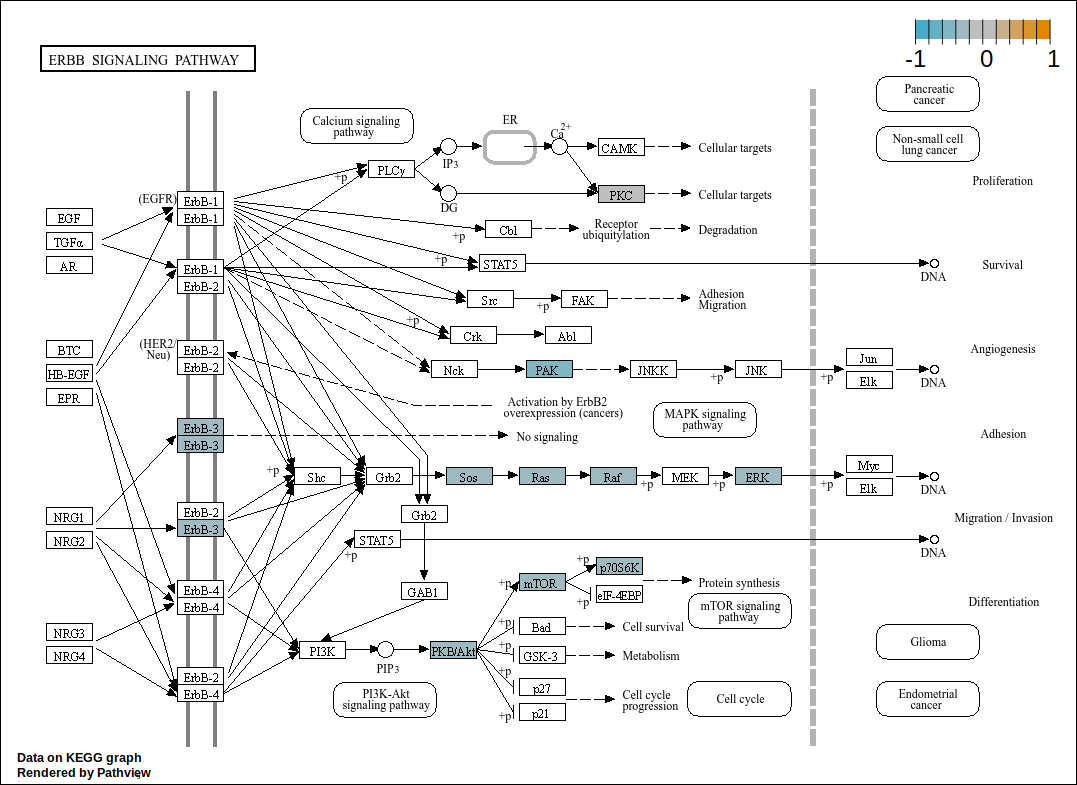 -1 0 1
ERBB SIGNALING PATHWAY
Pancreatic
cancer
Calcium signaling
pathway
ER
Ca2+
Non-small cell
lung cancer
CAMK
Cellular targets
IP3
PLCγ
+p
Proliferation
PKC
Cellular targets
DG
(EGFR)
ErbB-1
ErbB-1
EGF
TGFα
AR
Cbl
+p
Receptor
ubiquitylation
Degradation
STAT5
+p
DNA
Survival
ErbB-1
ErbB-2
Src
+p
FAK
Adhesion
Migration
+p
Crk
Abl
(HER2/
Neu)
ErbB-2
ErbB-2
BTC
HB-EGF
EPR
Nck
PAK
JNKK
+p
JNK
+p
Jun
Elk
DNA
Angiogenesis
Activation by ErbB2
overexpression (cancers)
MAPK signaling
pathway
ErbB-3
ErbB-3
No signaling
Adhesion
+p
Shc
Grb2
Sos
Ras
Raf
+p
MEK
+p
ERK
+p
Myc
Elk
DNA
NRG1
NRG2
ErbB-2
ErbB-3
Grb2
Migration / Invasion
STAT5
+p
DNA
ErbB-4
ErbB-4
GAB1
+p
mTOR
+p
p70S6K
+p
eIF-4EBP
Protein synthesis
mTOR signaling
pathway
Differentiation
NRG3
NRG4
+p
Bad
Cell survival
Glioma
PI3K
PIP3
PKB/Akt
+p
GSK-3
Metabolism
ErbB-2
ErbB-4
PI3K-Akt
signaling pathway
+p
p27
+p
p21
Cell cycle
progression
Cell cycle
Endometrial
cancer
Data on KEGG graph
Rendered by Pathview